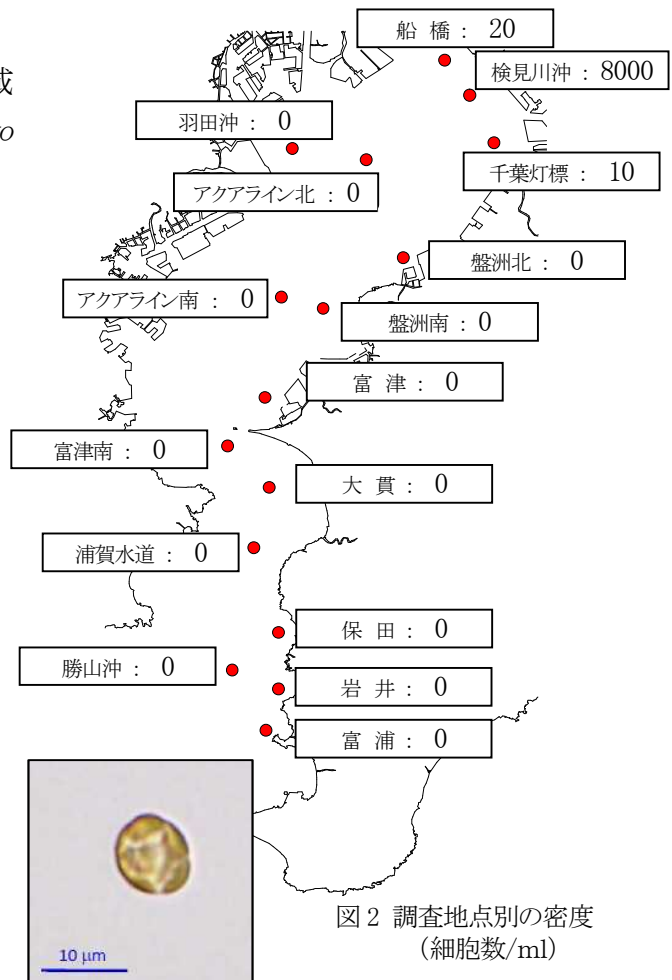 船 橋 : 20
検見川沖 : 8000
羽田沖 : 0
千葉灯標 : 10
アクアライン北 : 0
盤洲北 : 0
アクアライン南 : 0
盤洲南 : 0
富 津 : 0
富津南 : 0
大 貫 : 0
浦賀水道 : 0
保 田 : 0
勝山沖 : 0
岩 井 : 0
富 浦 : 0
10 μm
図 2 調査地点別の密度
(細胞数/ml)